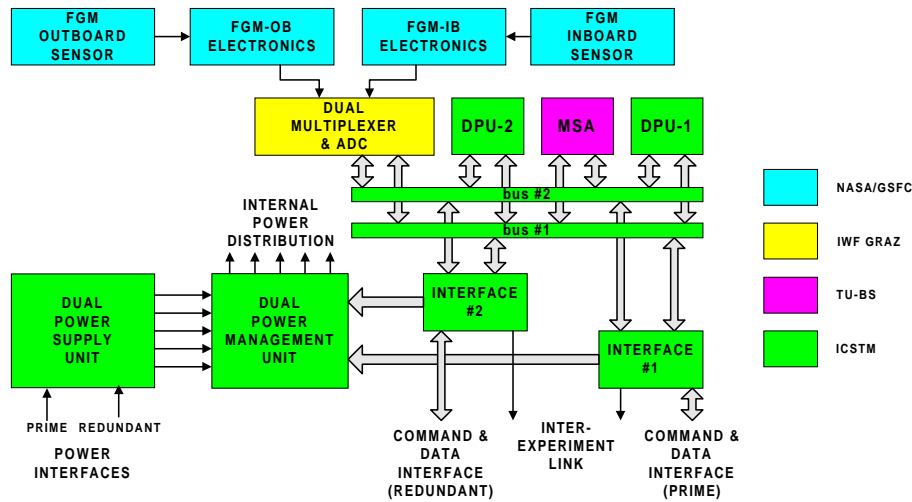 FGM
OUTBOARD
SENSOR
FGM-OB
ELECTRONICS
FGM-IB
ELECTRONICS
FGM
INBOARD
SENSOR
DUAL
MULTIPLEXER
& ADC
DPU-2
MSA
DPU-1
NASA/GSFC
bus #2
INTERNAL
POWER
DISTRIBUTION
bus #1
IWF GRAZ
DUAL
POWER
SUPPLY
UNIT
DUAL
POWER
MANAGEMENT
UNIT
INTERFACE
#2
TU-BS
INTERFACE
#1
ICSTM
PRIME
REDUNDANT
POWER
INTERFACES
COMMAND &
DATA
INTERFACE
(REDUNDANT)
INTER-
EXPERIMENT
LINK
COMMAND &
DATA
INTERFACE
(PRIME)